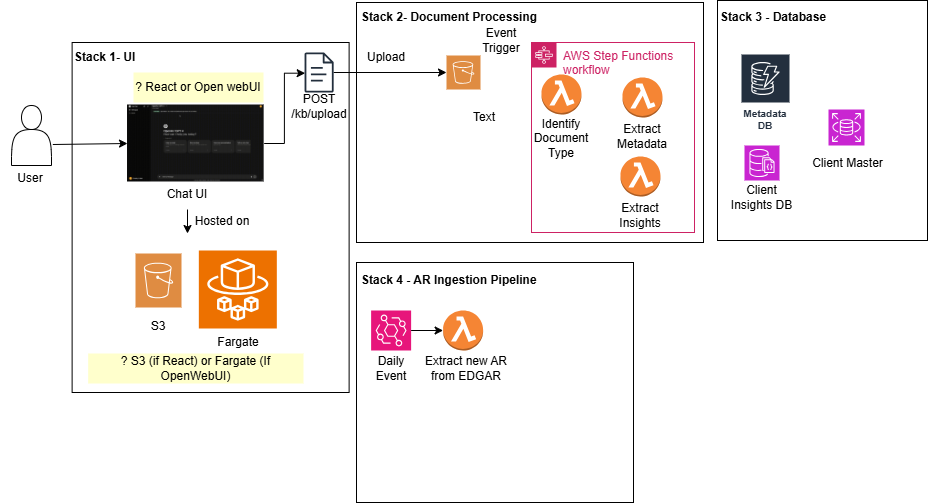 Stack 1- UI
? React or Open webUI
User
Chat UI
Hosted on
S3
Fargate
? S3 (if React) or Fargate (If
OpenWebUI)
POST
/kb/upload
Stack 2- Document Processing
Upload
Event
Trigger
Text
AWS Step Functions
workflow
Identify
Document
Type
Extract
Metadata
Extract
Insights
Stack 3 - Database
Metadata
DB
Client
Insights DB
Client Master
Stack 4 - AR Ingestion Pipeline
Daily
Event
Extract new AR
from EDGAR